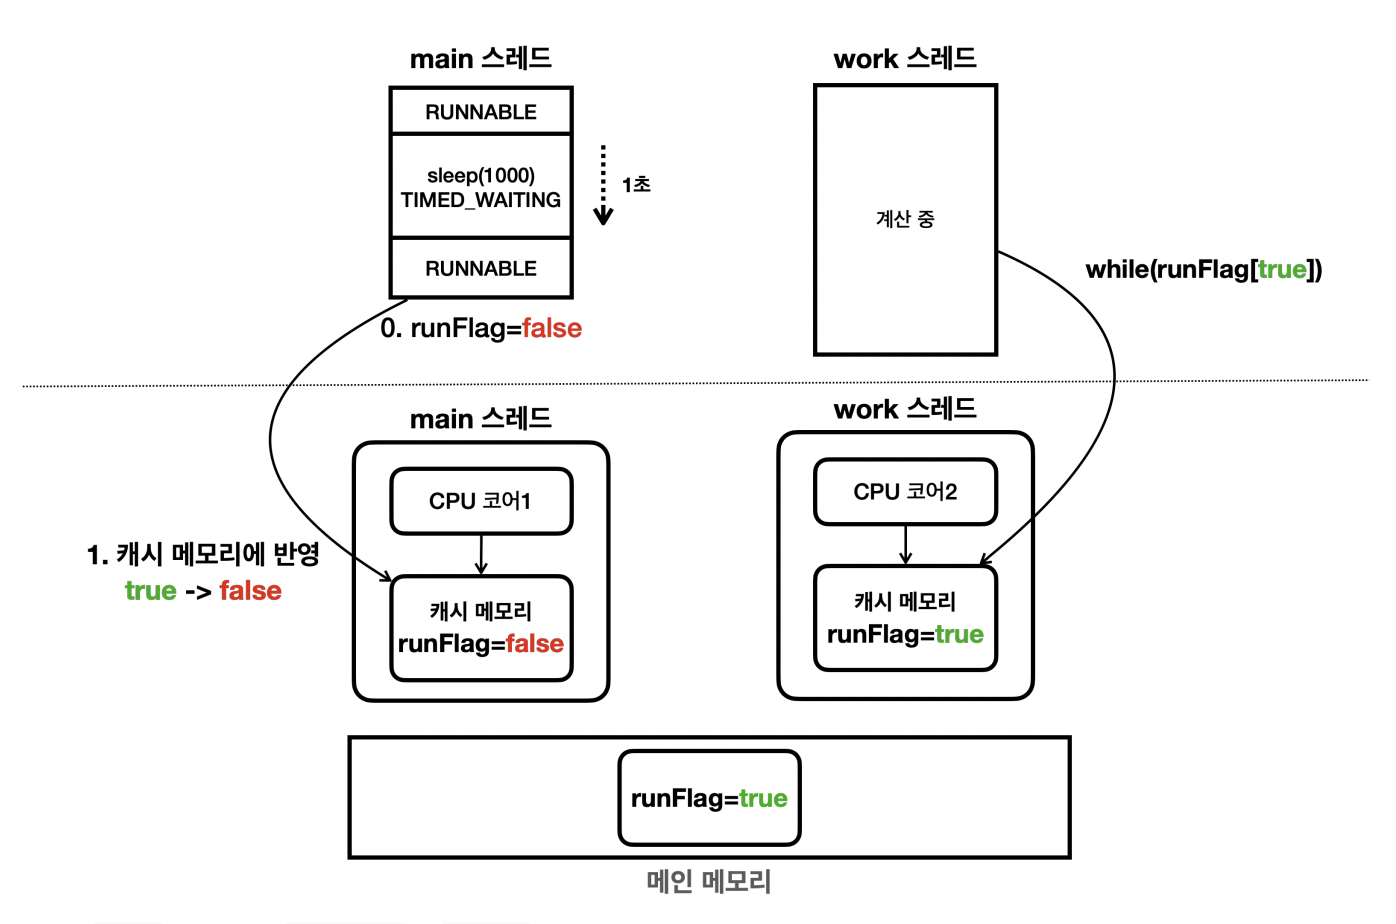 main 스레드
work 스레드
RUNNABLE
sleep(1000)
TIMED_WAITING
1초
RUNNABLE
계산 중
while(runFlag[true])
0. runFlag=false
main 스레드
work 스레드
CPU 코어1
CPU 코어2
1. 캐시 메모리에 반영
true -> false
캐시 메모리
runFlag=false
캐시 메모리
runFlag=true
runFlag=true
메인 메모리